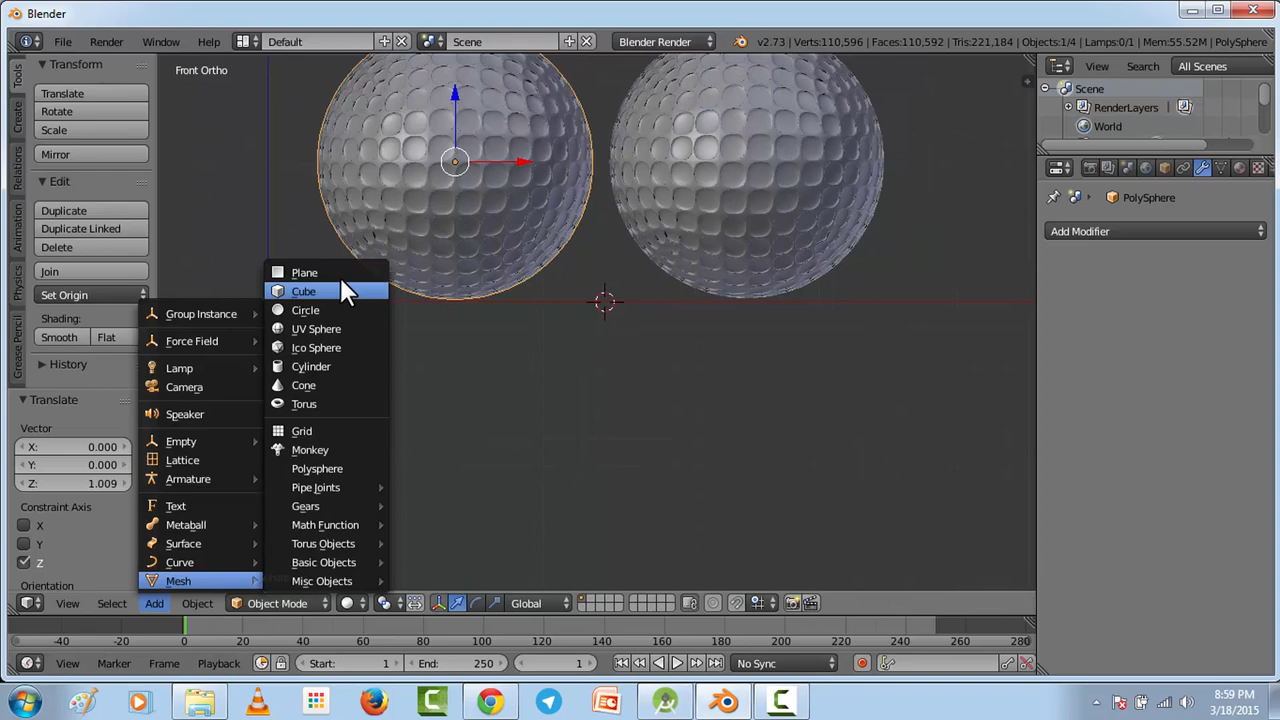 Blender
File Render Window Help Default Scene Blender Render v2.73 | Verts:110,596 | Faces:110,592 | Tris:221,184 | Objects:1/4 | Lamps:0/1 | Mem:55.52M | PolySphere
Tools
Create
Relations
Animation
Physics
Grease Pencil
Transform
Translate
Rotate
Scale
Mirror
Edit
Duplicate
Duplicate Linked
Delete
Join
Set Origin
Shading:
Smooth Flat
History
Translate
Vector
X: 0.000
Y: 0.000
Z: 1.009
Constraint Axis
X
Y
Z
Orientation
Front Ortho
Group Instance
Force Field
Lamp
Camera
Speaker
Empty
Lattice
Armature
Text
Metaball
Surface
Curve
Mesh
Plane
Cube
Circle
UV Sphere
Ico Sphere
Cylinder
Cone
Torus
Grid
Monkey
Polysphere
Pipe Joints
Gears
Math Function
Torus Objects
Basic Objects
Misc Objects
View Search All Scenes
Scene
RenderLayers
World
PolySphere
Add Modifier
View Select Add Object Object Mode Global
-40 -20 0 20 40 60 80 100 120 140 160 180 200 220 240 260 280
View Marker Frame Playback Start: 1 End: 250 1 No Sync
8:59 PM
3/18/2015